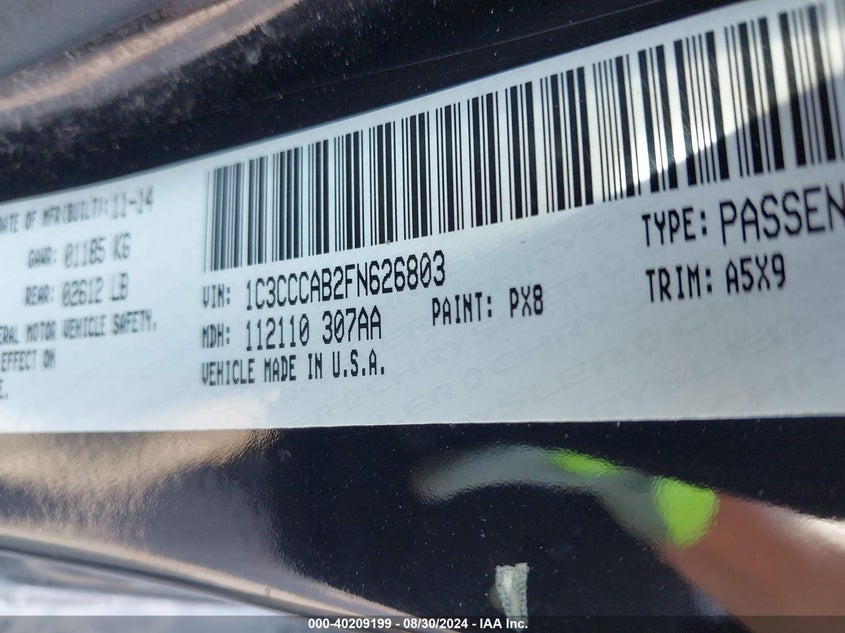 DATE OF MFR(BUILT): 11-14
GAWR: 01185 KG
REAR: 02612 LB
ERAL MOTOR VEHICLE SAFETY.
EFFECT ON
E.
VIN: 1C3CCCAB2FN626803
MDH: 112110 307AA
VEHICLE MADE IN U.S.A.
PAINT: PX8
TYPE: PASSEN
TRIM: A5X9
000-40209199 - 08/30/2024 - IAA Inc.